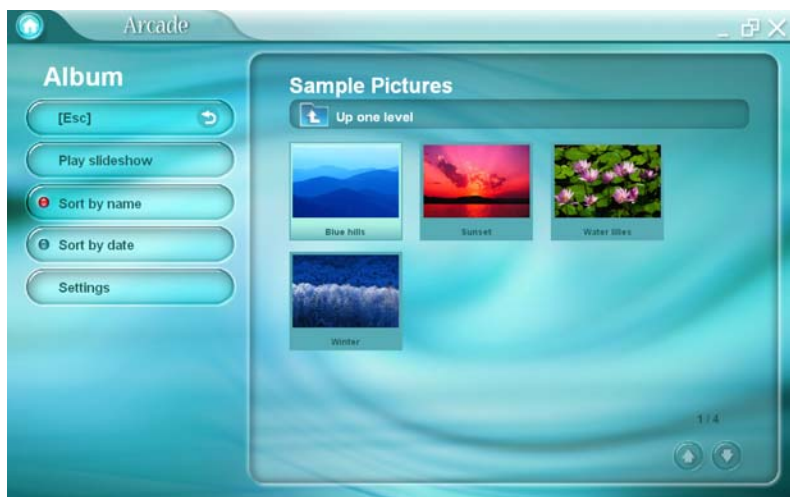 Arcade
Album
[Esc]
Play slideshow
Sort by name
Sort by date
Settings
Sample Pictures
Up one level
Blue hills
Sunset
Water lilies
Winter
1 / 4